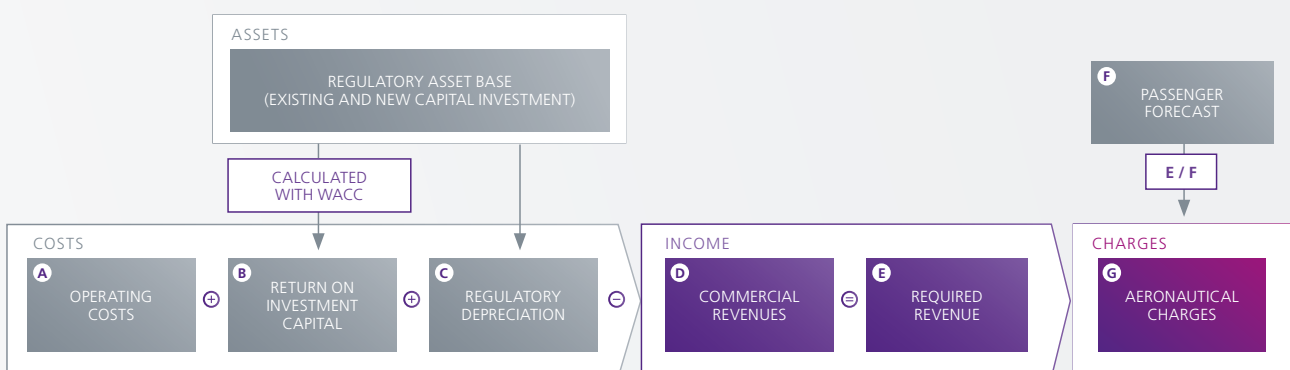 ASSETS
REGULATORY ASSET BASE
(EXISTING AND NEW CAPITAL INVESTMENT)
F
PASSENGER
FORECAST
CALCULATED
WITH WACC
E / F
COSTS
A
OPERATING
COSTS
+
B
RETURN ON
INVESTMENT
CAPITAL
+
C
REGULATORY
DEPRECIATION
−
INCOME
D
COMMERCIAL
REVENUES
=
E
REQUIRED
REVENUE
CHARGES
G
AERONAUTICAL
CHARGES